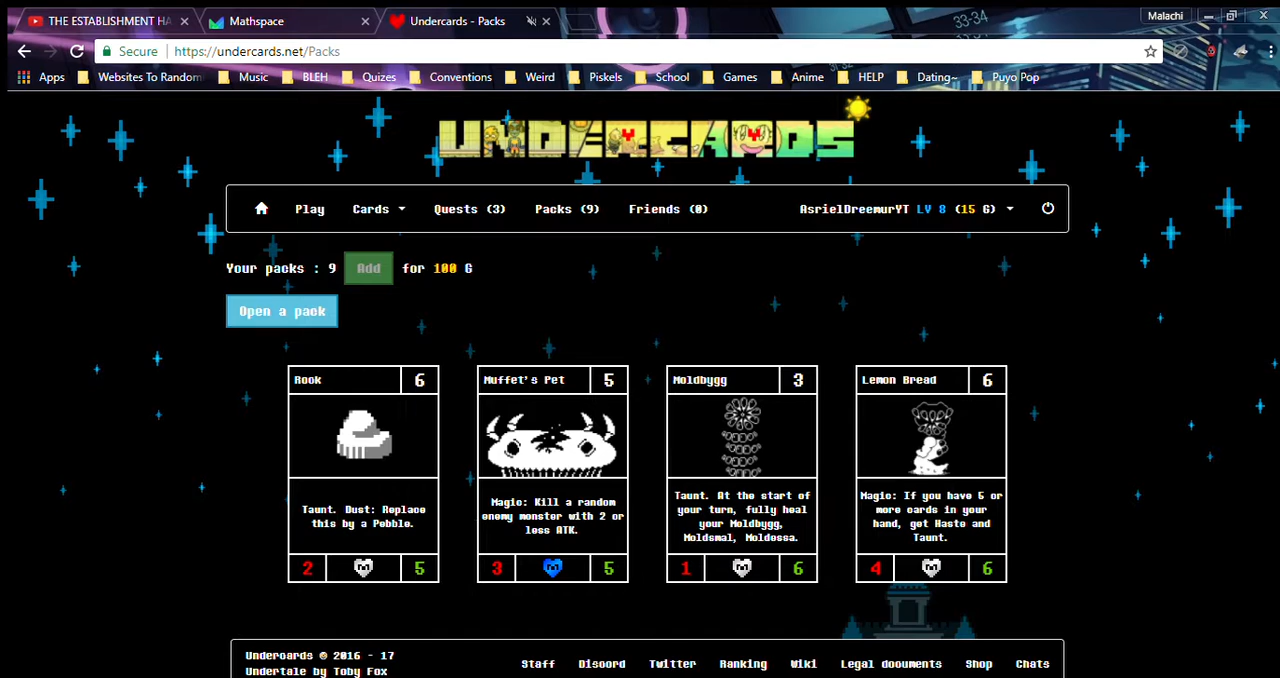 THE ESTABLISHMENT HA
Mathspace
Undercards - Packs
33-34
Malachi
Secure
https://undercards.net/Packs
Apps
Websites To Random
Music
BLEH
Quizes
Conventions
Weird
Piskels
School
Games
Anime
HELP
Dating~
Puyo Pop
UNDERCARDS
Play
Cards
Quests (3)
Packs (9)
Friends (0)
AsrielDreemurYT LV 8 (15 G)
Your packs : 9 Add for 100 G
Open a pack
Rook 6
Taunt. Dust: Replace
this by a Pebble.
2 5
Muffet's Pet 5
Magic: Kill a random
enemy monster with 2 or
less ATK.
3 5
Moldbygg 3
Taunt. At the start of
your turn, fully heal
your Moldbygg,
Moldsmal, Moldessa.
1 6
Lemon Bread 6
Magic: If you have 5 or
more cards in your
hand, get Haste and
Taunt.
4 6
Undercards © 2016 - 17
Undertale by Toby Fox
Staff
Discord
Twitter
Ranking
Wiki
Legal documents
Shop
Chats